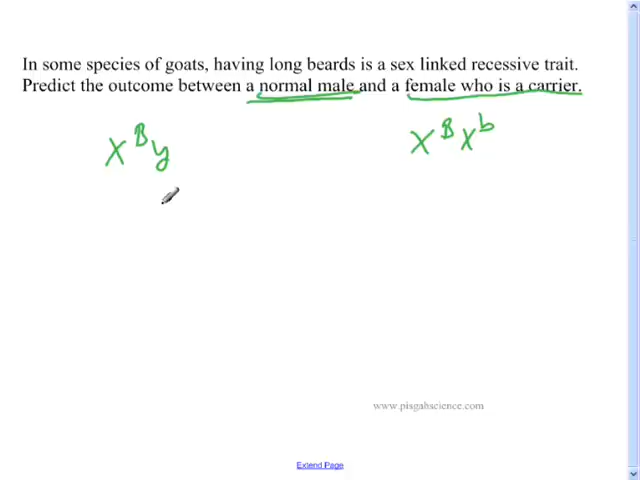 In some species of goats, having long beards is a sex linked recessive trait.
Predict the outcome between a normal male and a female who is a carrier.
X^B y X^B X^b
www.pisgahscience.com
Extend Page